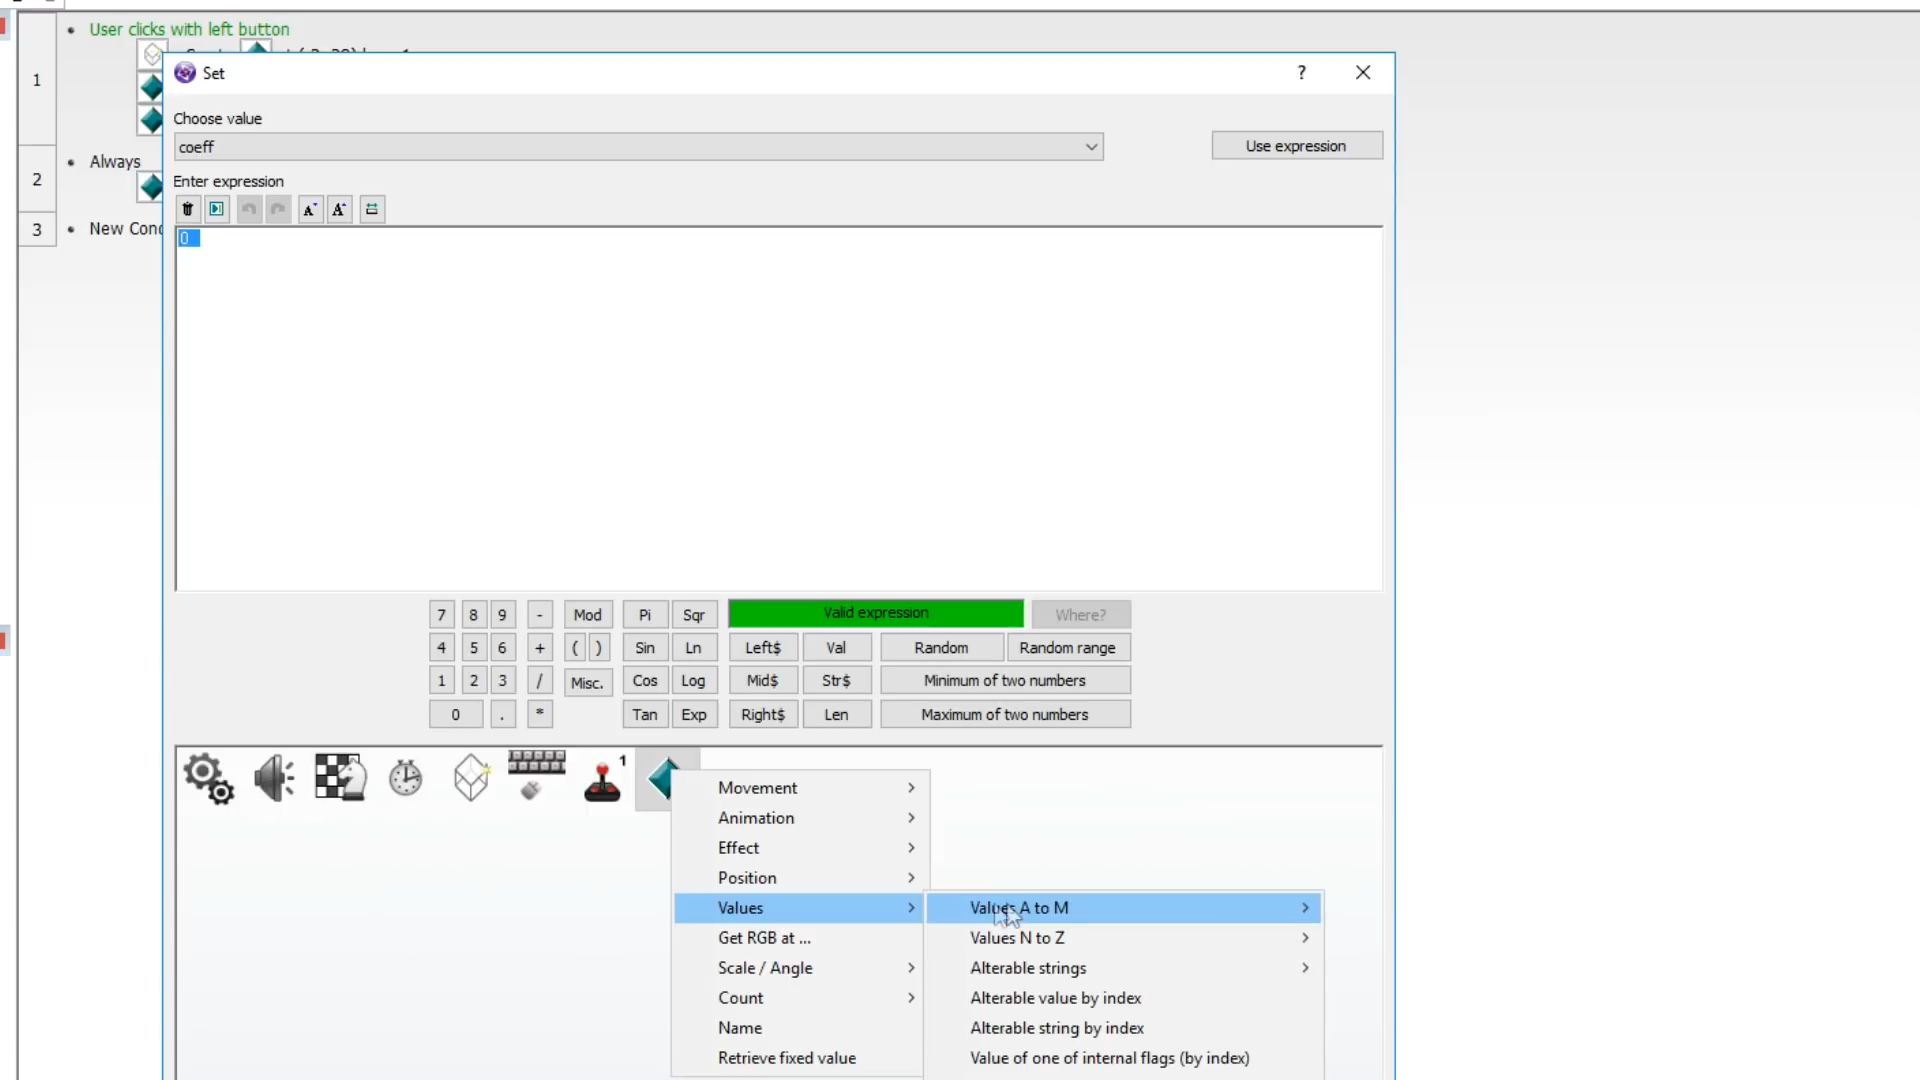 User clicks with left button
1
Set
?
Choose value
coeff
Use expression
2
Always
Enter expression
3
New Cond
0
7 8 9 - Mod Pi Sqr Valid expression Where?
4 5 6 + ( ) Sin Ln Left$ Val Random Random range
1 2 3 / Misc. Cos Log Mid$ Str$ Minimum of two numbers
0 . * Tan Exp Right$ Len Maximum of two numbers
1
Movement
Animation
Effect
Position
Values
Get RGB at ...
Scale / Angle
Count
Name
Retrieve fixed value
Values A to M
Values N to Z
Alterable strings
Alterable value by index
Alterable string by index
Value of one of internal flags (by index)